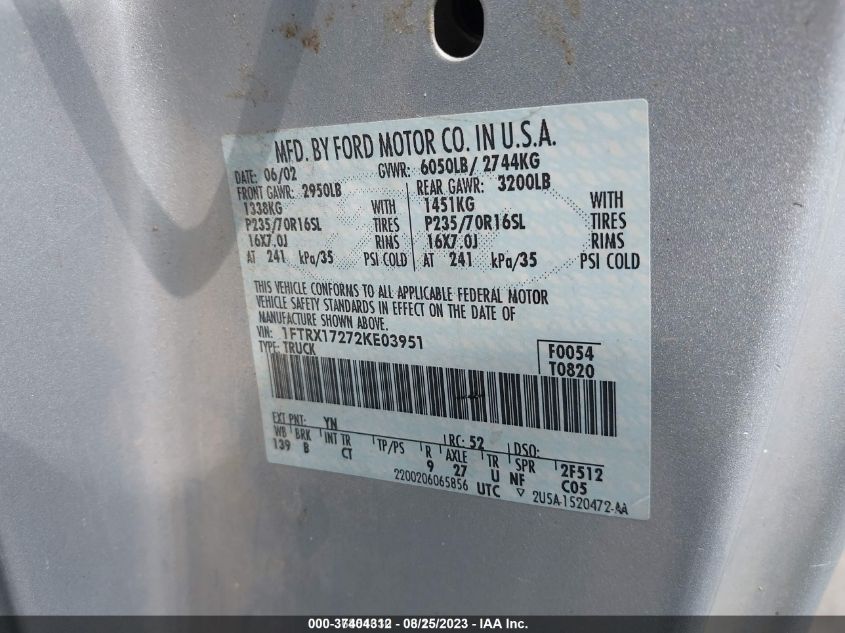 MFD. BY FORD MOTOR CO. IN U.S.A.
DATE: 06/02 GVWR: 6050LB/ 2744KG
FRONT GAWR: 2950LB REAR GAWR: 3200LB
1338KG WITH 1451KG WITH
P235/70R16SL TIRES P235/70R16SL TIRES
16X7.0J RIMS 16X7.0J RIMS
AT 241 kPa/35 PSI COLD AT 241 kPa/35 PSI COLD
THIS VEHICLE CONFORMS TO ALL APPLICABLE FEDERAL MOTOR
VEHICLE SAFETY STANDARDS IN EFFECT ON THE DATE OF
MANUFACTURE SHOWN ABOVE.
VIN: 1FTRX17272KE03951
TYPE: TRUCK
F0054
T0820
EXT PNT: YN RC: 52 DSO:
WB BRK INT TR TP/PS R AXLE TR SPR 2F512
139 B CT 9 27 U NF C05
2200206065856 UTC ▽ 2USA-1520472-AA
08/25/2023 - IAA Inc.